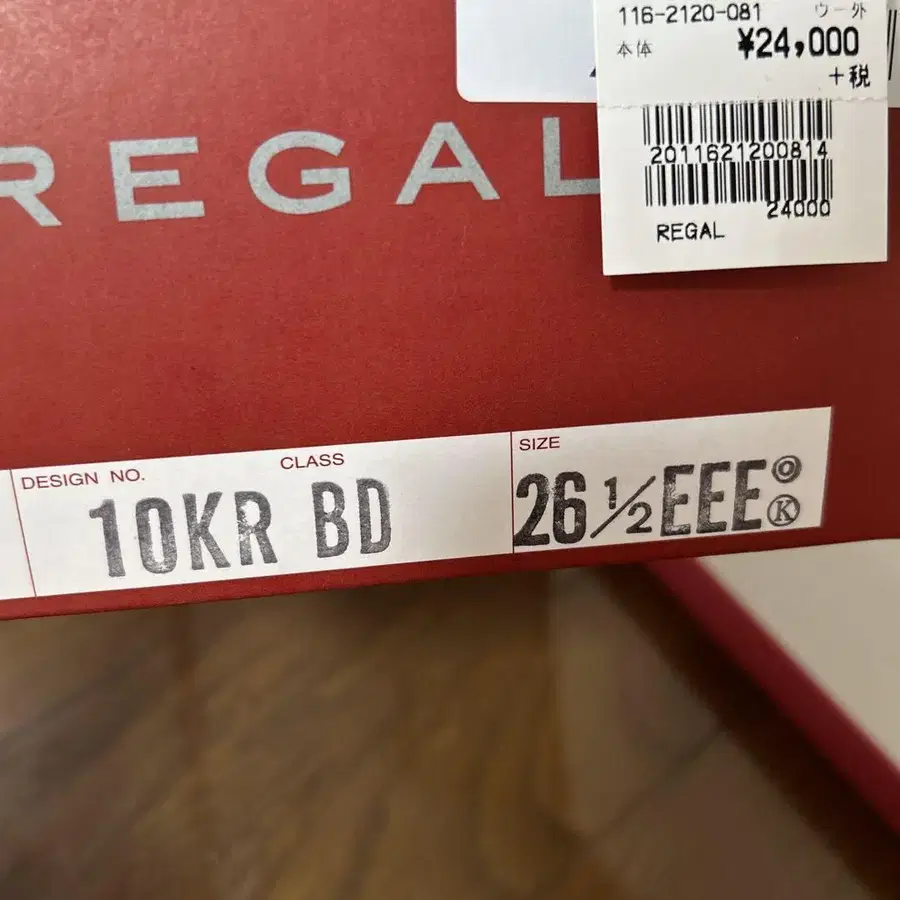 116-2120-081 ウー外
本体 ¥24,000
+税
2011621200814
24000
REGAL
REGAL
DESIGN NO. CLASS
10KR BD
SIZE
26 1/2 EEE
O
K